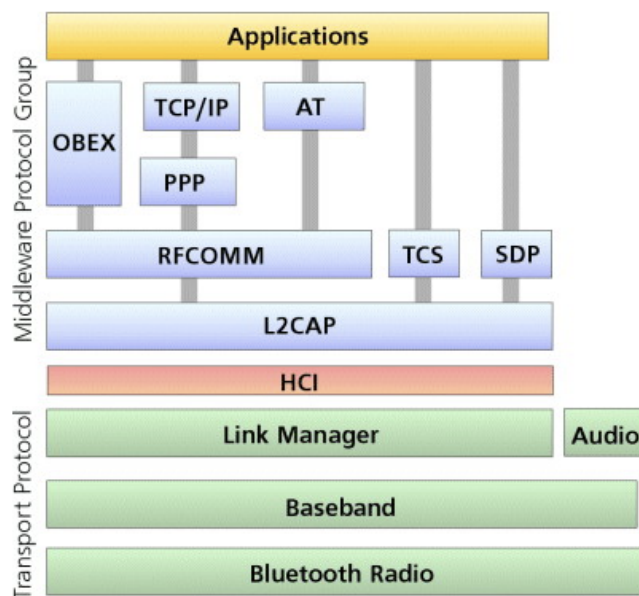 Applications
Middleware Protocol Group
OBEX
TCP/IP
AT
PPP
RFCOMM
TCS
SDP
L2CAP
HCI
Transport Protocol
Link Manager
Audio
Baseband
Bluetooth Radio